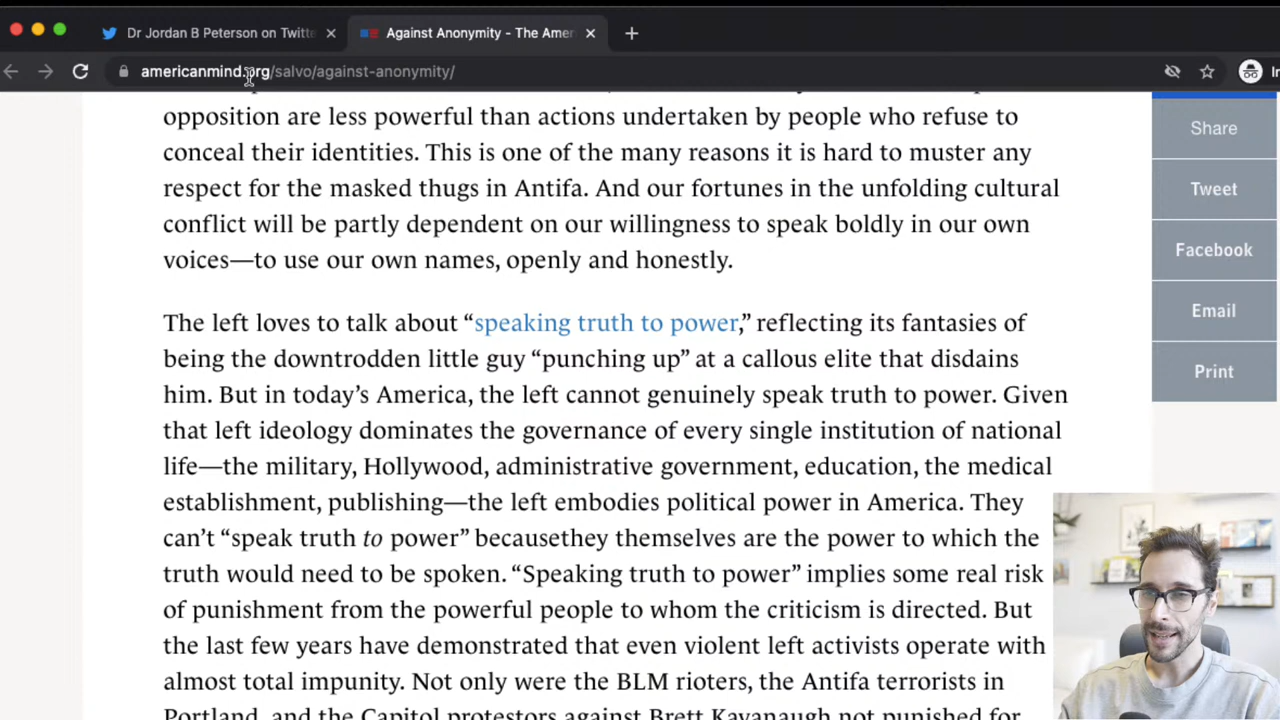 Dr Jordan B Peterson on Twitte
Against Anonymity - The Amer
americanmind.org/salvo/against-anonymity/
opposition are less powerful than actions undertaken by people who refuse to
conceal their identities. This is one of the many reasons it is hard to muster any
respect for the masked thugs in Antifa. And our fortunes in the unfolding cultural
conflict will be partly dependent on our willingness to speak boldly in our own
voices—to use our own names, openly and honestly.
The left loves to talk about “speaking truth to power,” reflecting its fantasies of
being the downtrodden little guy “punching up” at a callous elite that disdains
him. But in today’s America, the left cannot genuinely speak truth to power. Given
that left ideology dominates the governance of every single institution of national
life—the military, Hollywood, administrative government, education, the medical
establishment, publishing—the left embodies political power in America. They
can’t “speak truth to power” becausethey themselves are the power to which the
truth would need to be spoken. “Speaking truth to power” implies some real risk
of punishment from the powerful people to whom the criticism is directed. But
the last few years have demonstrated that even violent left activists operate with
almost total impunity. Not only were the BLM rioters, the Antifa terrorists in
Portland, and the Capitol protestors against Brett Kavanaugh not punished for
Share
Tweet
Facebook
Email
Print